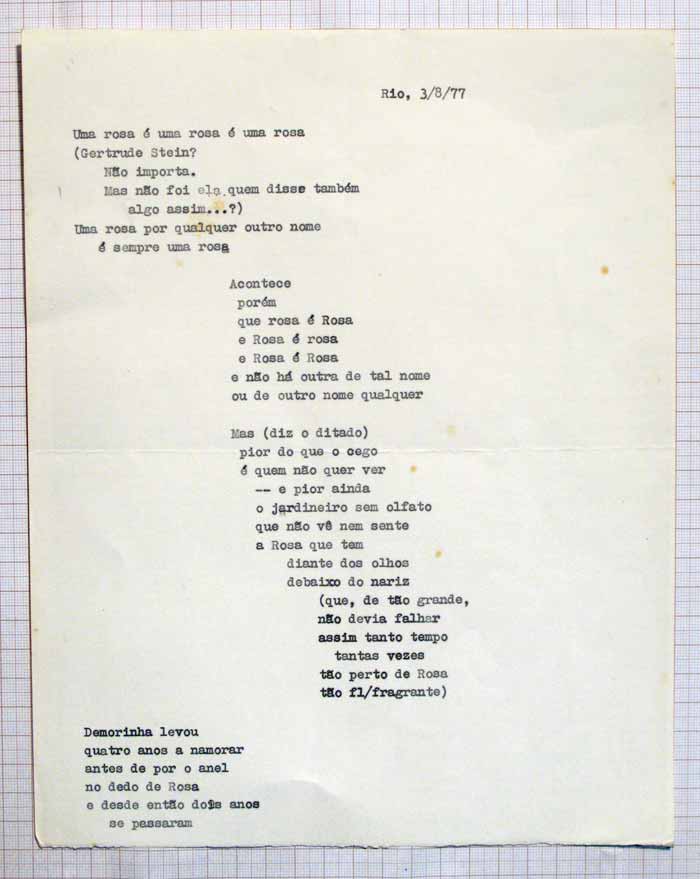 Rio, 3/8/77
Uma rosa é uma rosa é uma rosa
(Gertrude Stein?
Não importa.
Mas não foi ela quem disse também
algo assim...?)
Uma rosa por qualquer outro nome
é sempre uma rosa
Acontece
porém
que rosa é Rosa
e Rosa é rosa
e Rosa é Rosa
e não há outra de tal nome
ou de outro nome qualquer
Mas (diz o ditado)
pior do que o cego
é quem não quer ver
-- e pior ainda
o jardineiro sem olfato
que não vê nem sente
a Rosa que tem
diante dos olhos
debaixo do nariz
(que, de tão grande,
não devia falhar
assim tanto tempo
tantas vezes
tão perto de Rosa
tão fl/fragrante)
Demorinha levou
quatro anos a namorar
antes de por o anel
no dedo de Rosa
e desde então dois anos
se passaram